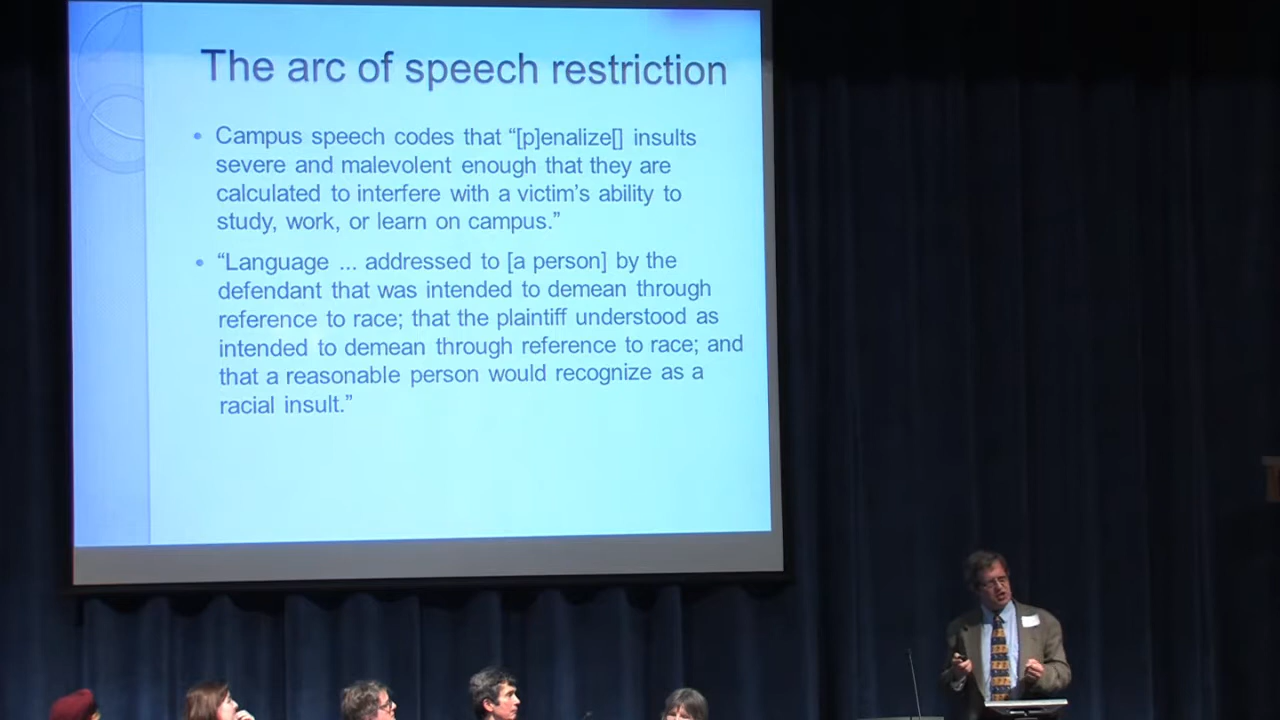 The arc of speech restriction
• Campus speech codes that “[p]enalize[] insults
severe and malevolent enough that they are
calculated to interfere with a victim’s ability to
study, work, or learn on campus.”
• “Language ... addressed to [a person] by the
defendant that was intended to demean through
reference to race; that the plaintiff understood as
intended to demean through reference to race; and
that a reasonable person would recognize as a
racial insult.”